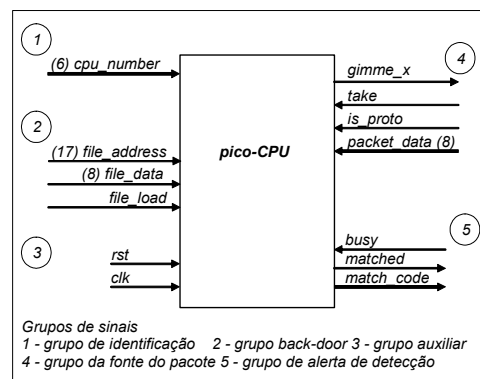 1
(6) cpu_number
2
(17) file_address
(8) file_data
file_load
3
rst
clk
pico-CPU
4
gimme_x
take
is_proto
packet_data (8)
5
busy
matched
match_code
Grupos de sinais
1 - grupo de identificação 2 - grupo back-door 3 - grupo auxiliar
4 - grupo da fonte do pacote 5 - grupo de alerta de detecção